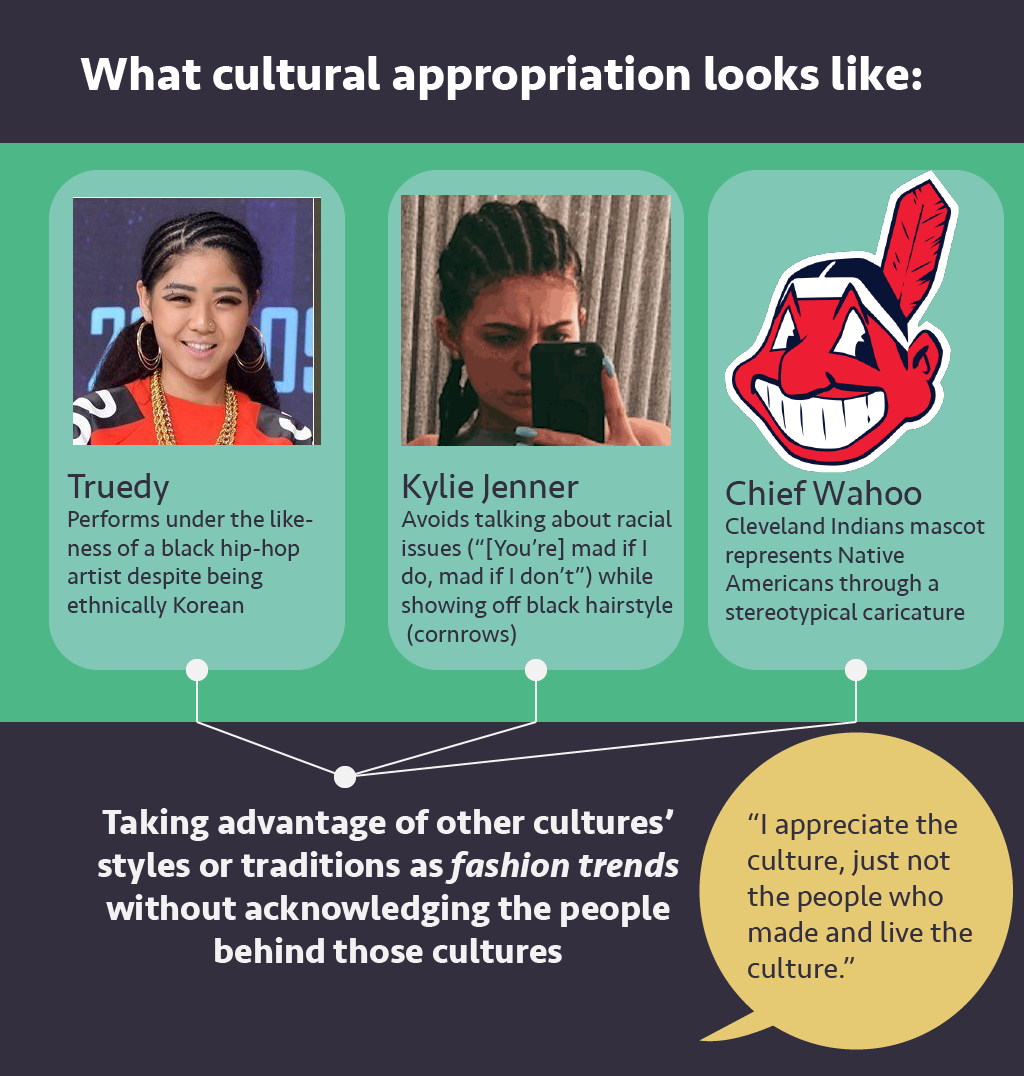 What cultural appropriation looks like:
Truedy
Performs under the like-
ness of a black hip-hop
artist despite being
ethnically Korean
Kylie Jenner
Avoids talking about racial
issues (“[You’re] mad if I
do, mad if I don’t”) while
showing off black hairstyle
(cornrows)
Chief Wahoo
Cleveland Indians mascot
represents Native
Americans through a
stereotypical caricature
Taking advantage of other cultures’
styles or traditions as fashion trends
without acknowledging the people
behind those cultures
“I appreciate the
culture, just not
the people who
made and live the
culture.”